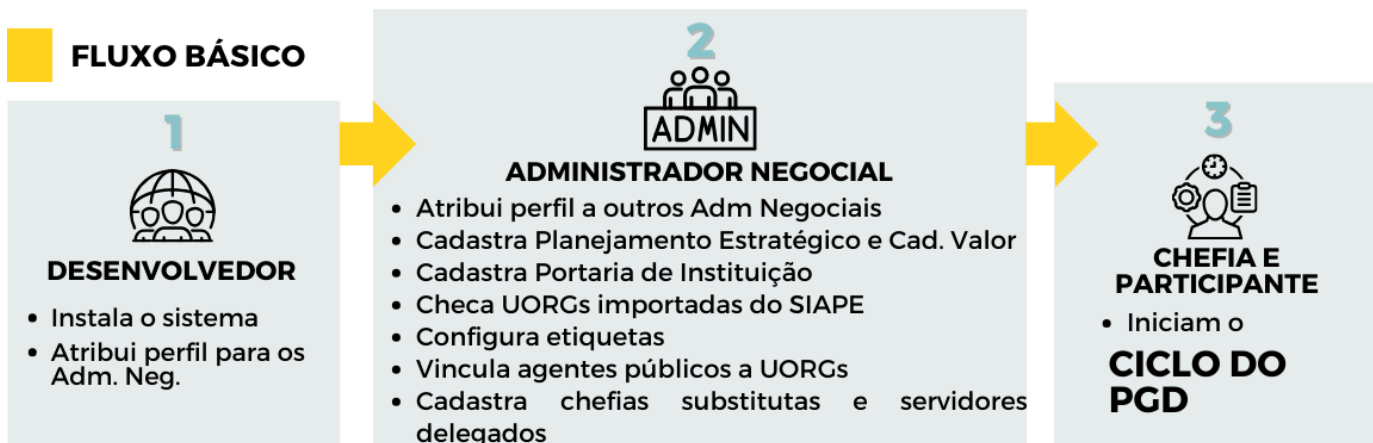 FLUXO BÁSICO
1
DESENVOLVEDOR
• Instala o sistema
• Atribui perfil para os
Adm. Neg.
2
ADMIN
ADMINISTRADOR NEGOCIAL
• Atribui perfil a outros Adm Negociais
• Cadastra Planejamento Estratégico e Cad. Valor
• Cadastra Portaria de Instituição
• Checa UORGs importadas do SIAPE
• Configura etiquetas
• Vincula agentes públicos a UORGs
• Cadastra chefias substitutas e servidores
delegados
3
CHEFIA E
PARTICIPANTE
• Iniciam o
CICLO DO
PGD